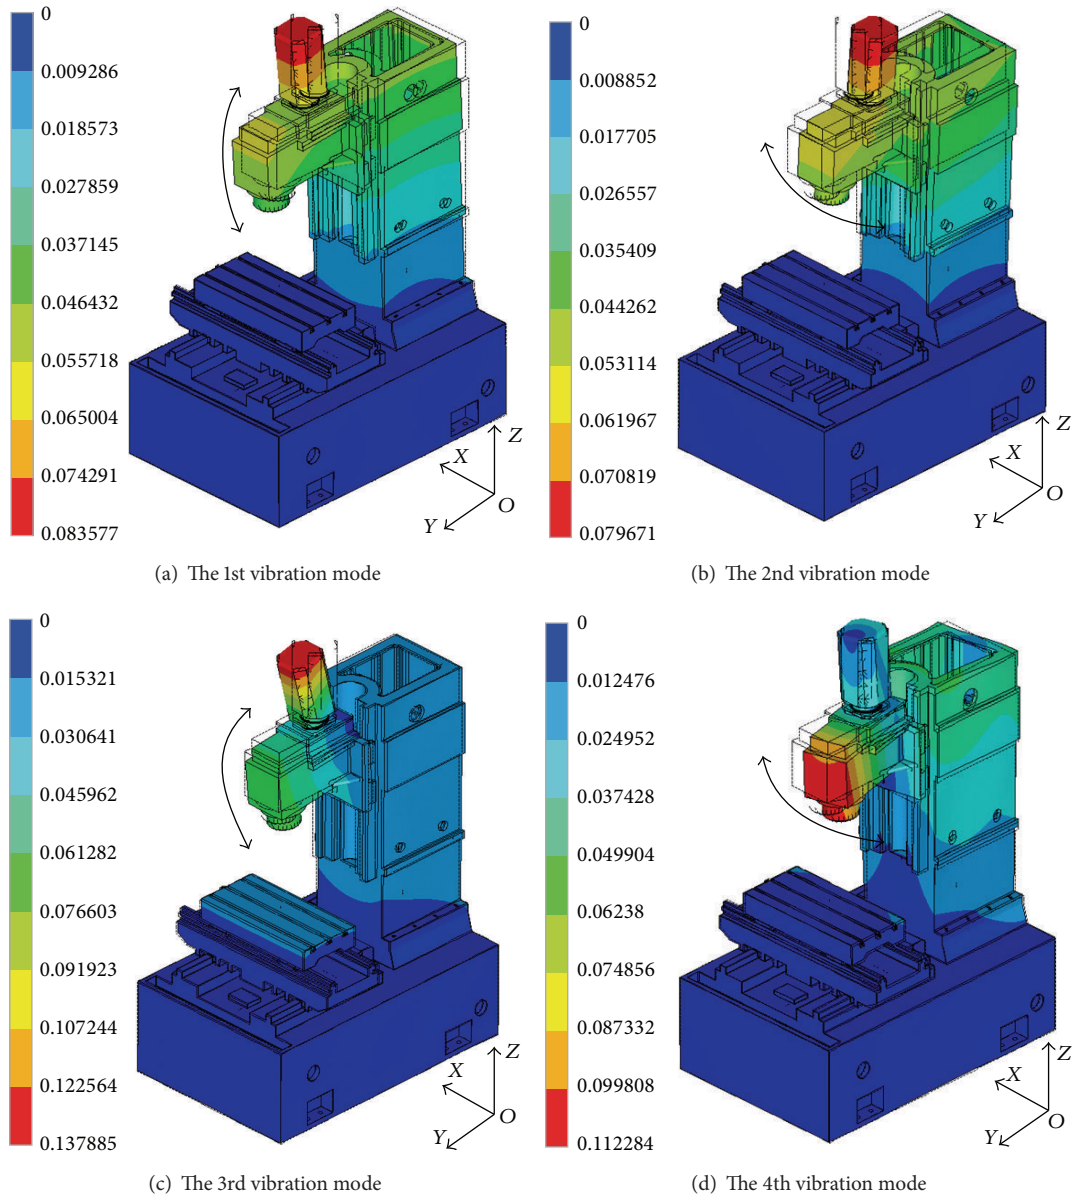 0
0.009286
0.018573
0.027859
0.037145
0.046432
0.055718
0.065004
0.074291
0.083577
Z
X
O
Y
(a) The 1st vibration mode
0
0.008852
0.017705
0.026557
0.035409
0.044262
0.053114
0.061967
0.070819
0.079671
Z
X
O
Y
(b) The 2nd vibration mode
0
0.015321
0.030641
0.045962
0.061282
0.076603
0.091923
0.107244
0.122564
0.137885
Z
X
O
Y
(c) The 3rd vibration mode
0
0.012476
0.024952
0.037428
0.049904
0.06238
0.074856
0.087332
0.099808
0.112284
Z
X
O
Y
(d) The 4th vibration mode